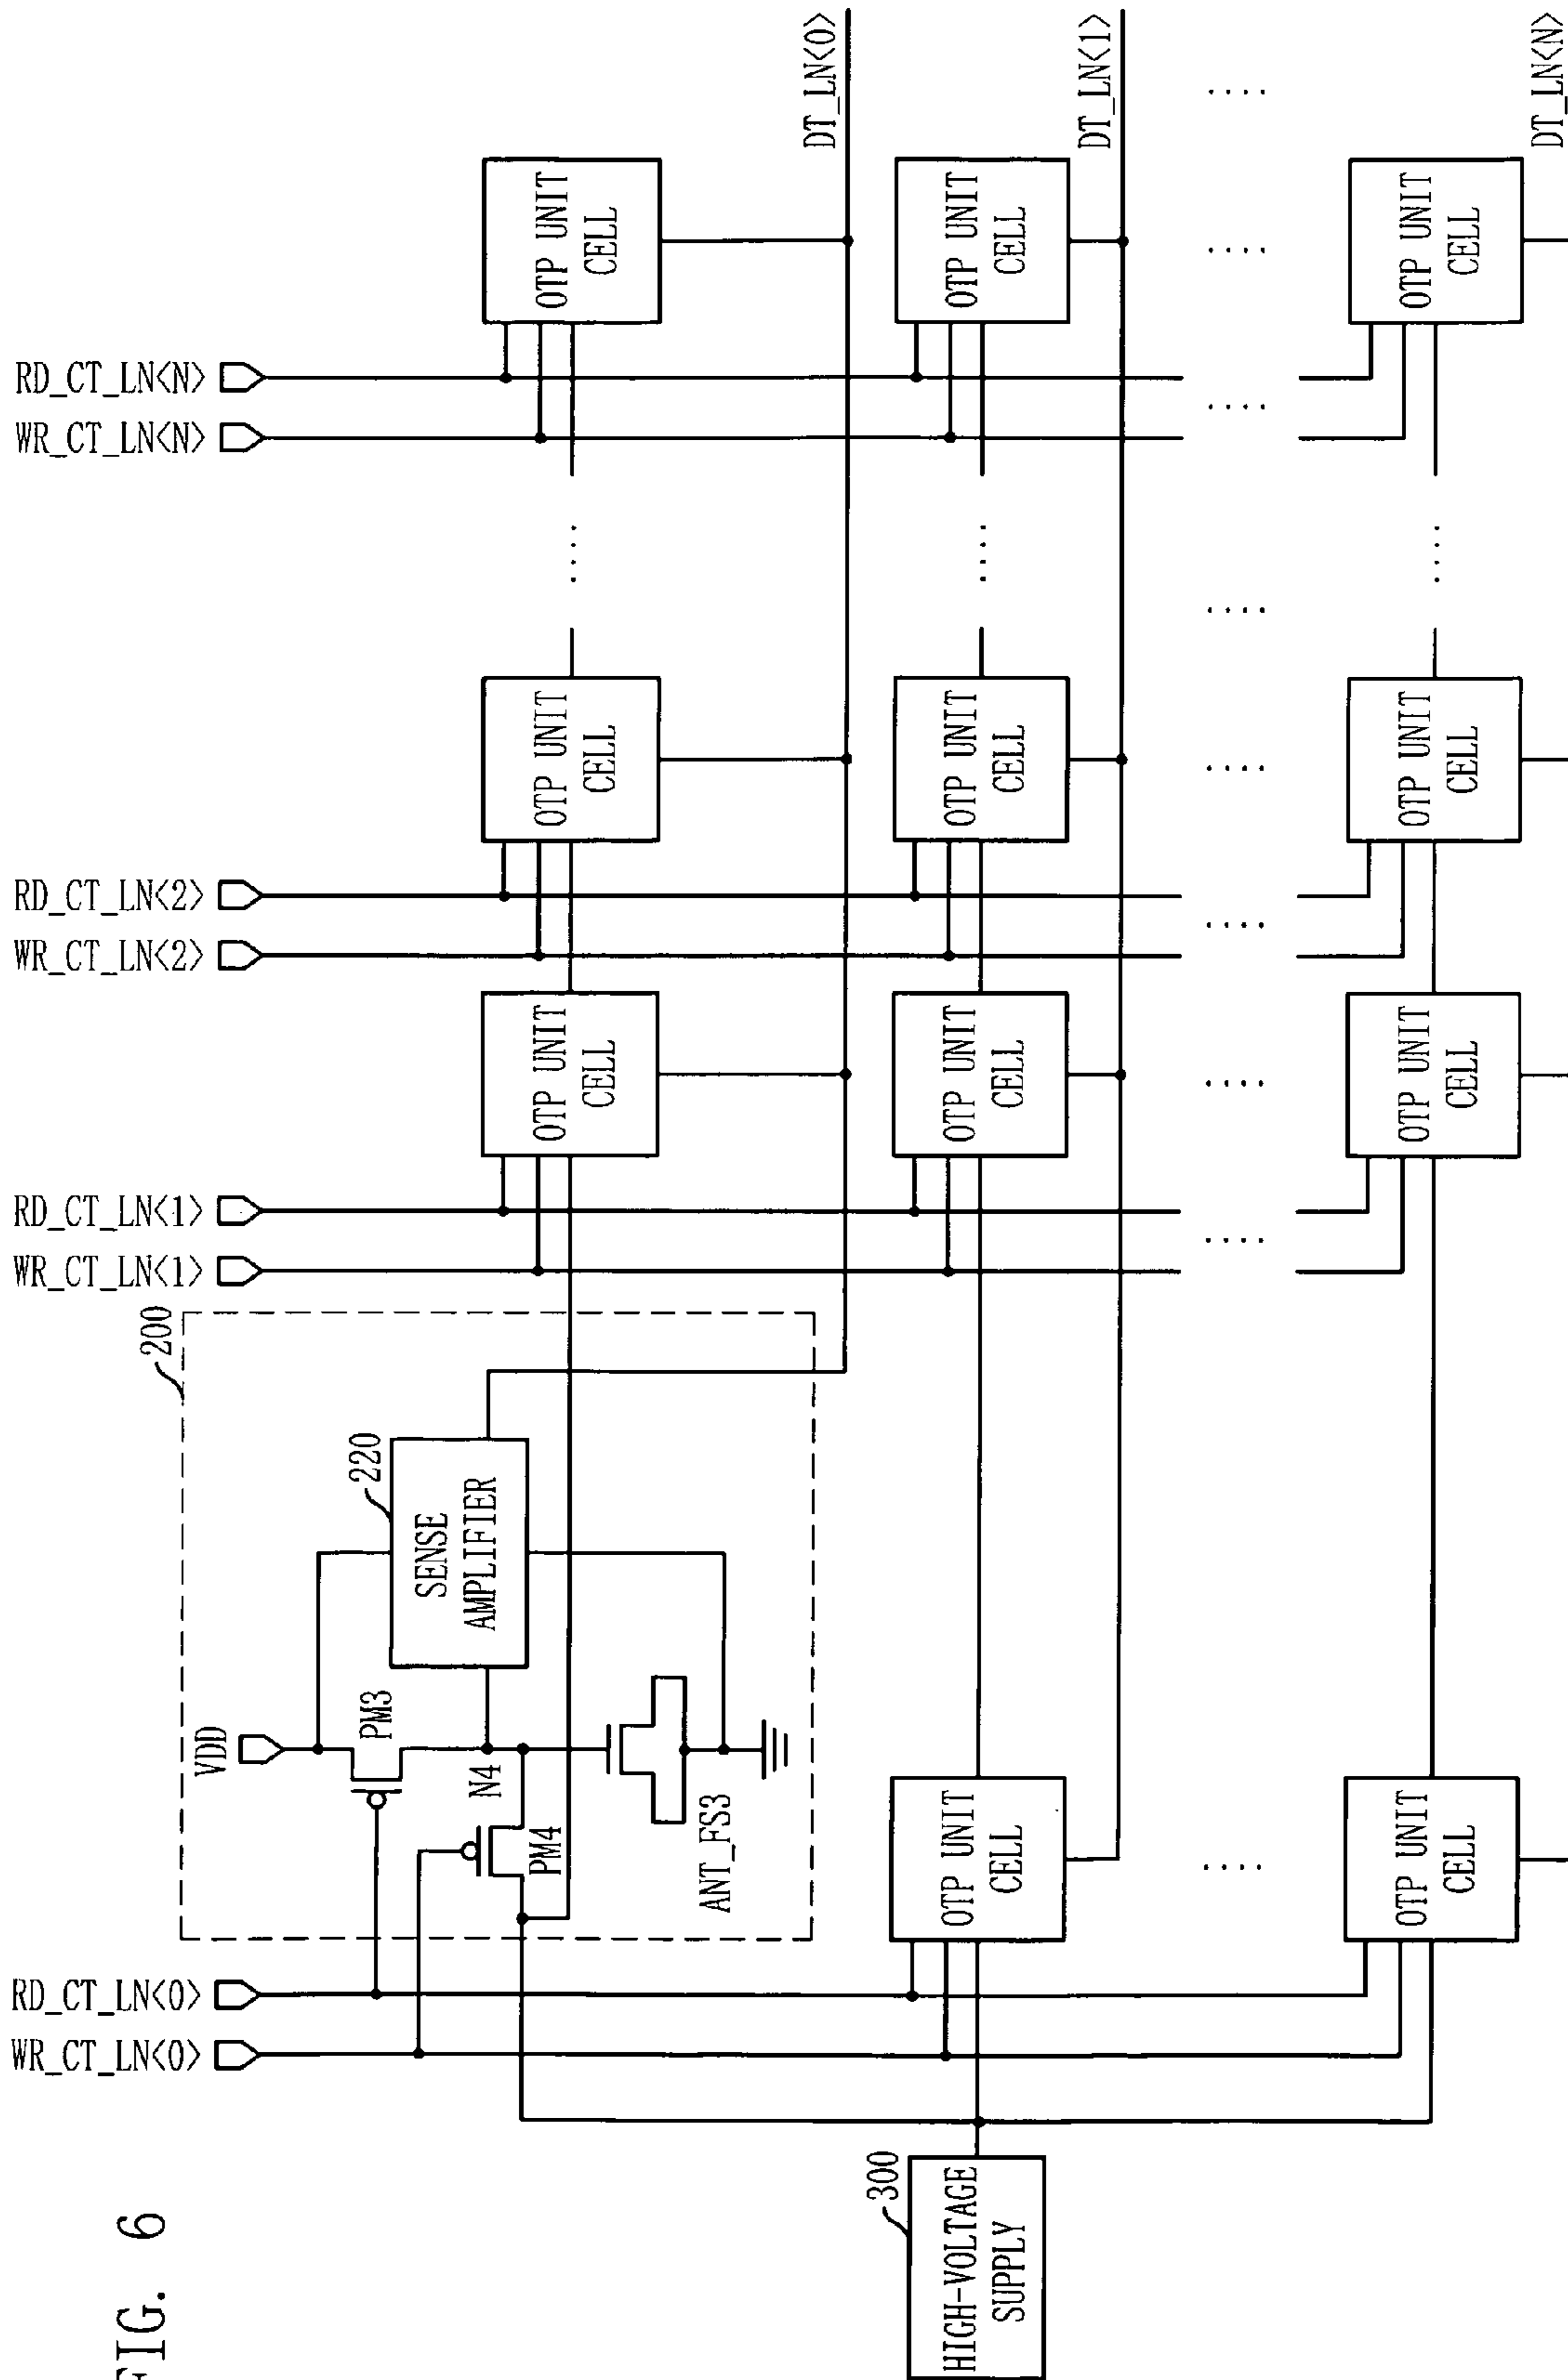 FIG. 6
RD_CT_LN<0>
WR_CT_LN<0>
RD_CT_LN<1>
WR_CT_LN<1>
RD_CT_LN<2>
WR_CT_LN<2>
RD_CT_LN<N>
WR_CT_LN<N>
200
VDD
PM3
220
SENSE
AMPLIFIER
N4
PM4
ANT_FS3
OTP UNIT
CELL
OTP UNIT
CELL
....
OTP UNIT
CELL
DT_LN<0>
300
HIGH-VOLTAGE
SUPPLY
OTP UNIT
CELL
OTP UNIT
CELL
OTP UNIT
CELL
....
OTP UNIT
CELL
DT_LN<1>
....
....
....
....
....
....
....
....
OTP UNIT
CELL
OTP UNIT
CELL
OTP UNIT
CELL
....
OTP UNIT
CELL
DT_LN<N>